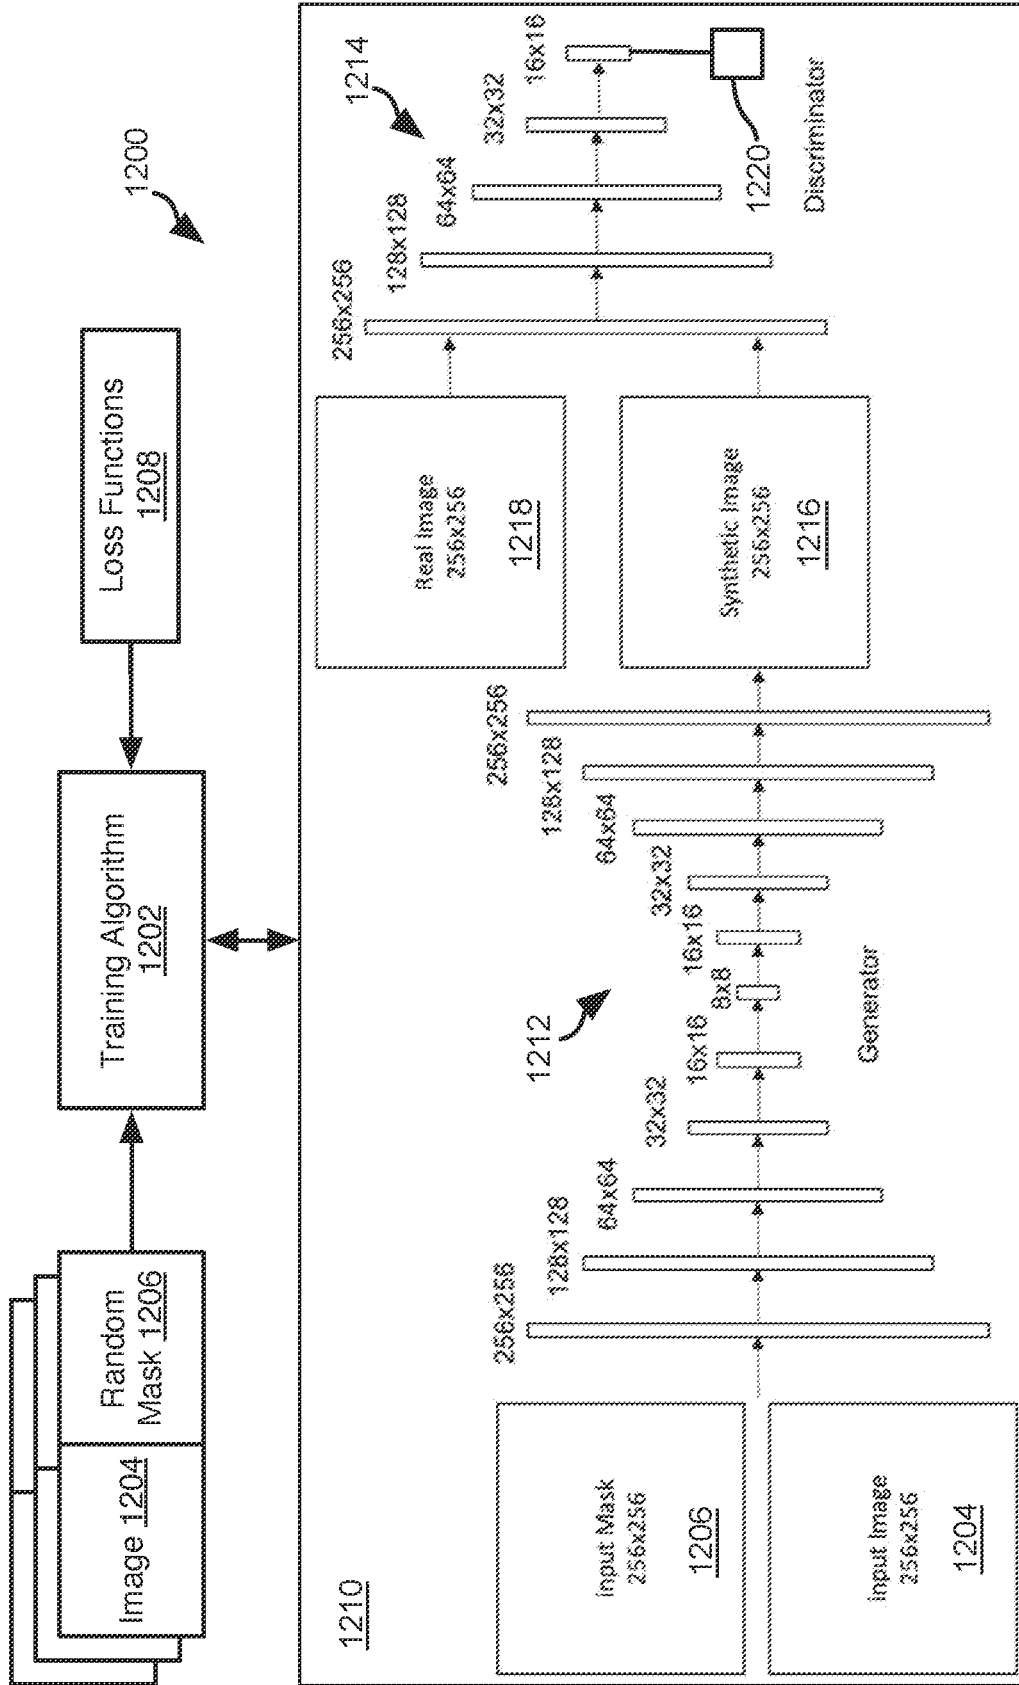 1200
Image 1204
Random
Mask 1206
Training Algorithm
1202
Loss Functions
1208
1210
Input Mask
256x256
1206
Input Image
256x256
1204
256x256
128x128
64x64
32x32
16x16
8x8
16x16
32x32
64x64
128x128
256x256
1212
Generator
Real Image
256x256
1218
Synthetic Image
256x256
1216
256x256
128x128
64x64
32x32
16x16
1214
1220
Discriminator